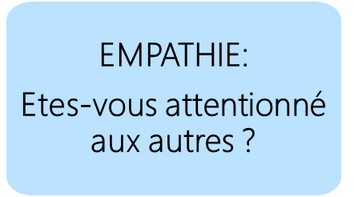 EMPATHIE:
Etes-vous attentionné
aux autres ?